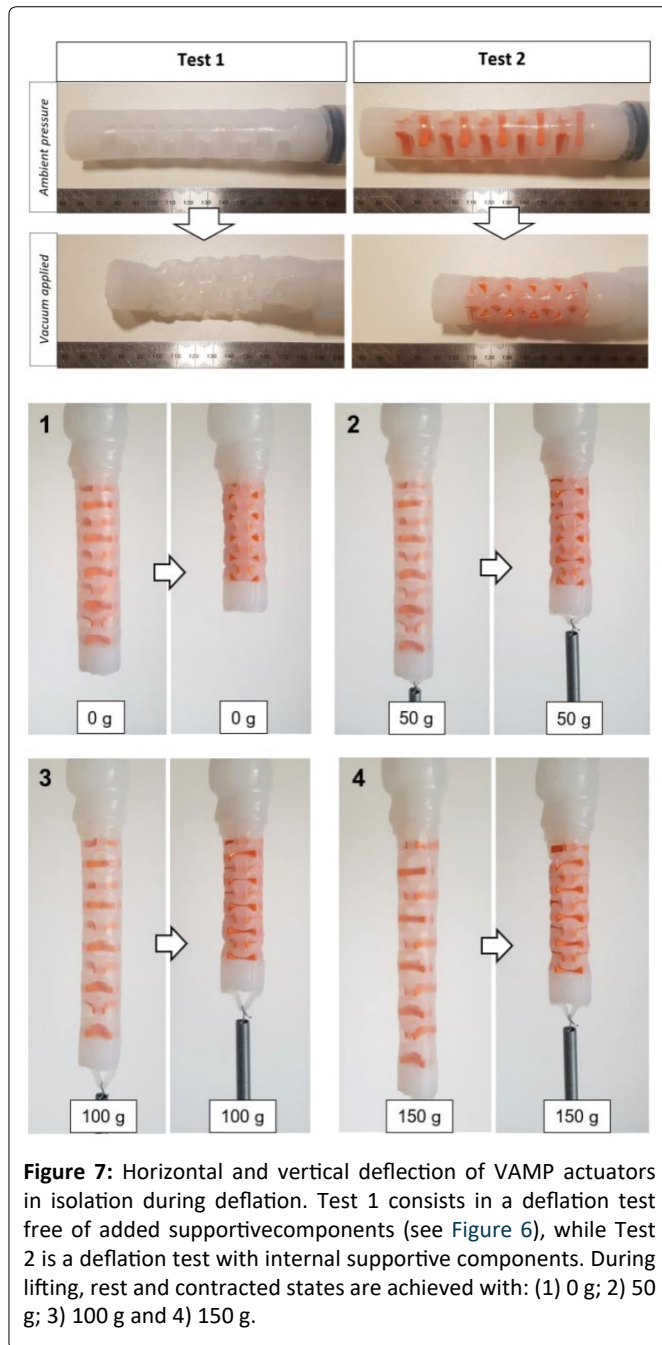 Test 1
Test 2
Ambient pressure
Vacuum applied
1
0 g
0 g
2
50 g
50 g
3
100 g
100 g
4
150 g
150 g
Figure 7: Horizontal and vertical deflection of VAMP actuators
in isolation during deflation. Test 1 consists in a deflation test
free of added supportivecomponents (see Figure 6), while Test
2 is a deflation test with internal supportive components. During
lifting, rest and contracted states are achieved with: (1) 0 g; 2) 50
g; 3) 100 g and 4) 150 g.